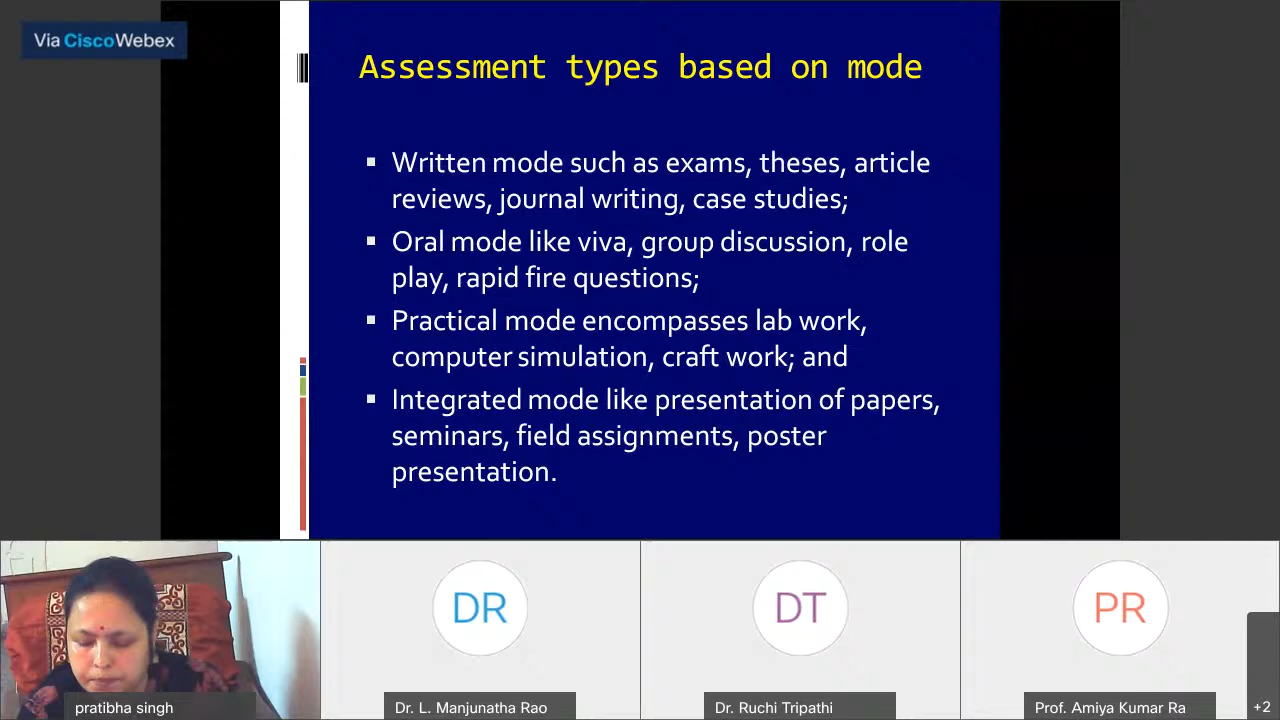 Via Cisco Webex
Assessment types based on mode
▪ Written mode such as exams, theses, article
reviews, journal writing, case studies;
▪ Oral mode like viva, group discussion, role
play, rapid fire questions;
▪ Practical mode encompasses lab work,
computer simulation, craft work; and
▪ Integrated mode like presentation of papers,
seminars, field assignments, poster
presentation.
DR
DT
PR
pratibha singh
Dr. L. Manjunatha Rao
Dr. Ruchi Tripathi
Prof. Amiya Kumar Ra
+2